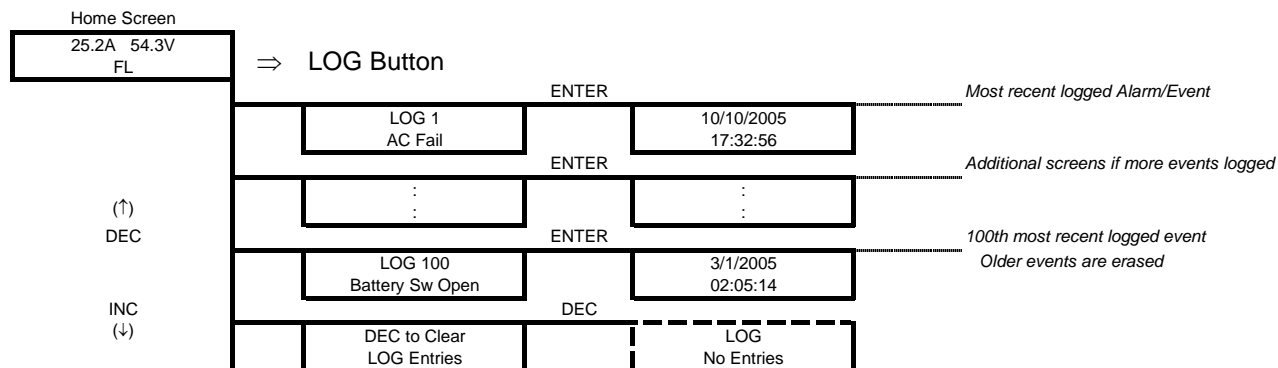 Home Screen
25.2A 54.3V
FL
⇒ LOG Button
ENTER
Most recent logged Alarm/Event
LOG 1
AC Fail
10/10/2005
17:32:56
ENTER
Additional screens if more events logged
:
:
:
:
(↑)
DEC
ENTER
100th most recent logged event
Older events are erased
LOG 100
Battery Sw Open
3/1/2005
02:05:14
INC
(↓)
DEC
DEC to Clear
LOG Entries
LOG
No Entries